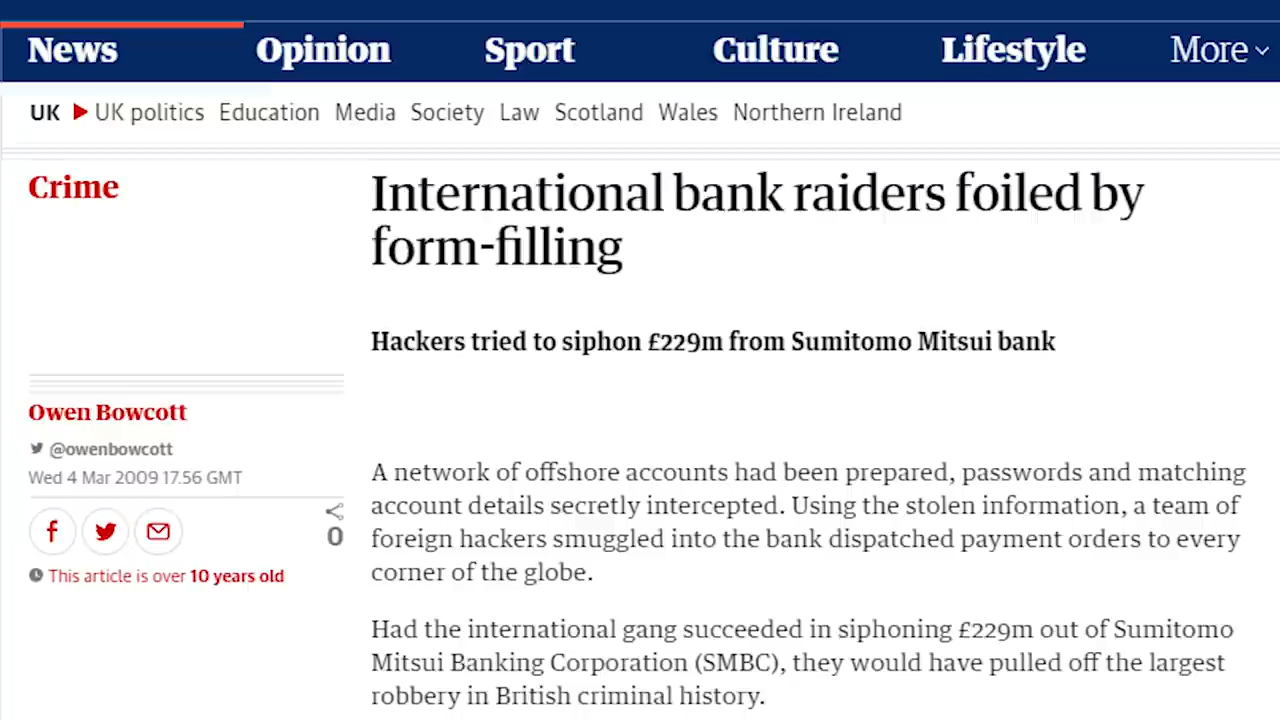 News Opinion Sport Culture Lifestyle More
UK UK politics Education Media Society Law Scotland Wales Northern Ireland
Crime
International bank raiders foiled by
form-filling
Hackers tried to siphon £229m from Sumitomo Mitsui bank
Owen Bowcott
@owenbowcott
Wed 4 Mar 2009 17.56 GMT
f
0
This article is over 10 years old
A network of offshore accounts had been prepared, passwords and matching
account details secretly intercepted. Using the stolen information, a team of
foreign hackers smuggled into the bank dispatched payment orders to every
corner of the globe.
Had the international gang succeeded in siphoning £229m out of Sumitomo
Mitsui Banking Corporation (SMBC), they would have pulled off the largest
robbery in British criminal history.